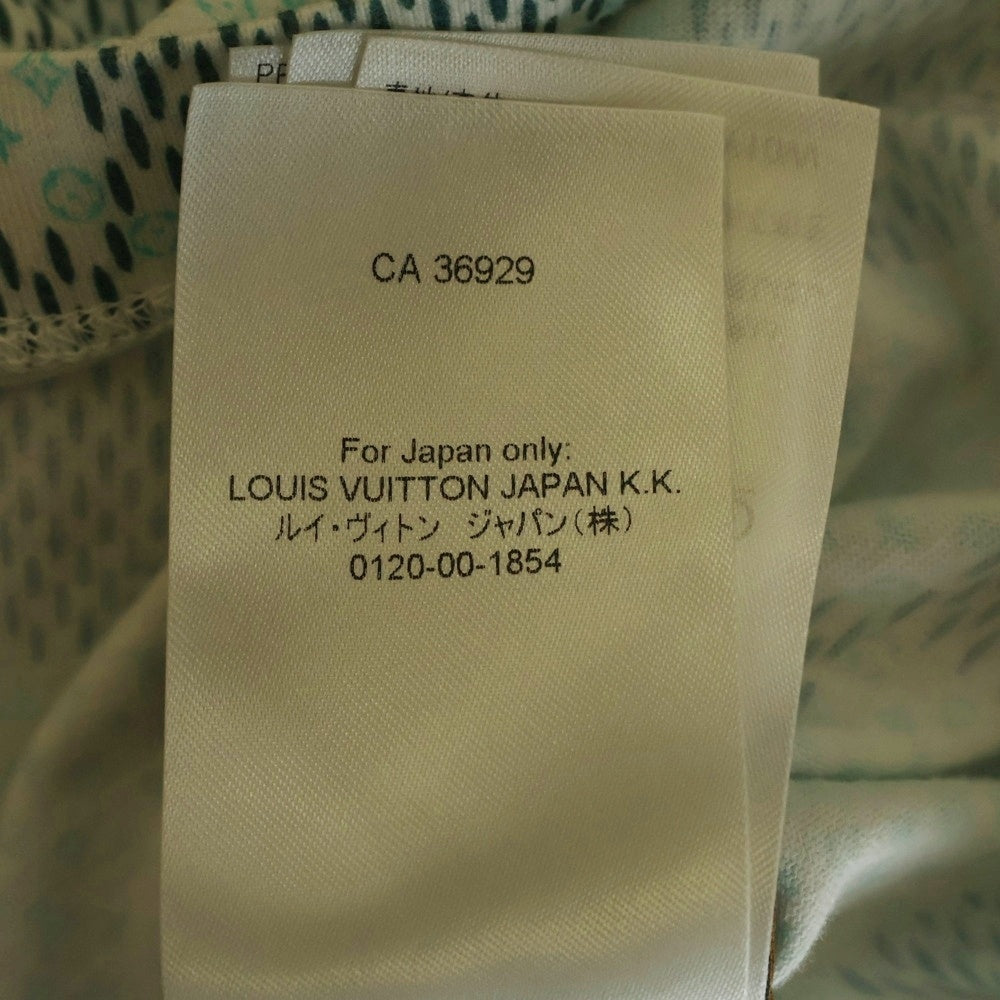 CA 36929
For Japan only:
LOUIS VUITTON JAPAN K.K.
ルイ・ヴィトン　ジャパン(株)
0120-00-1854